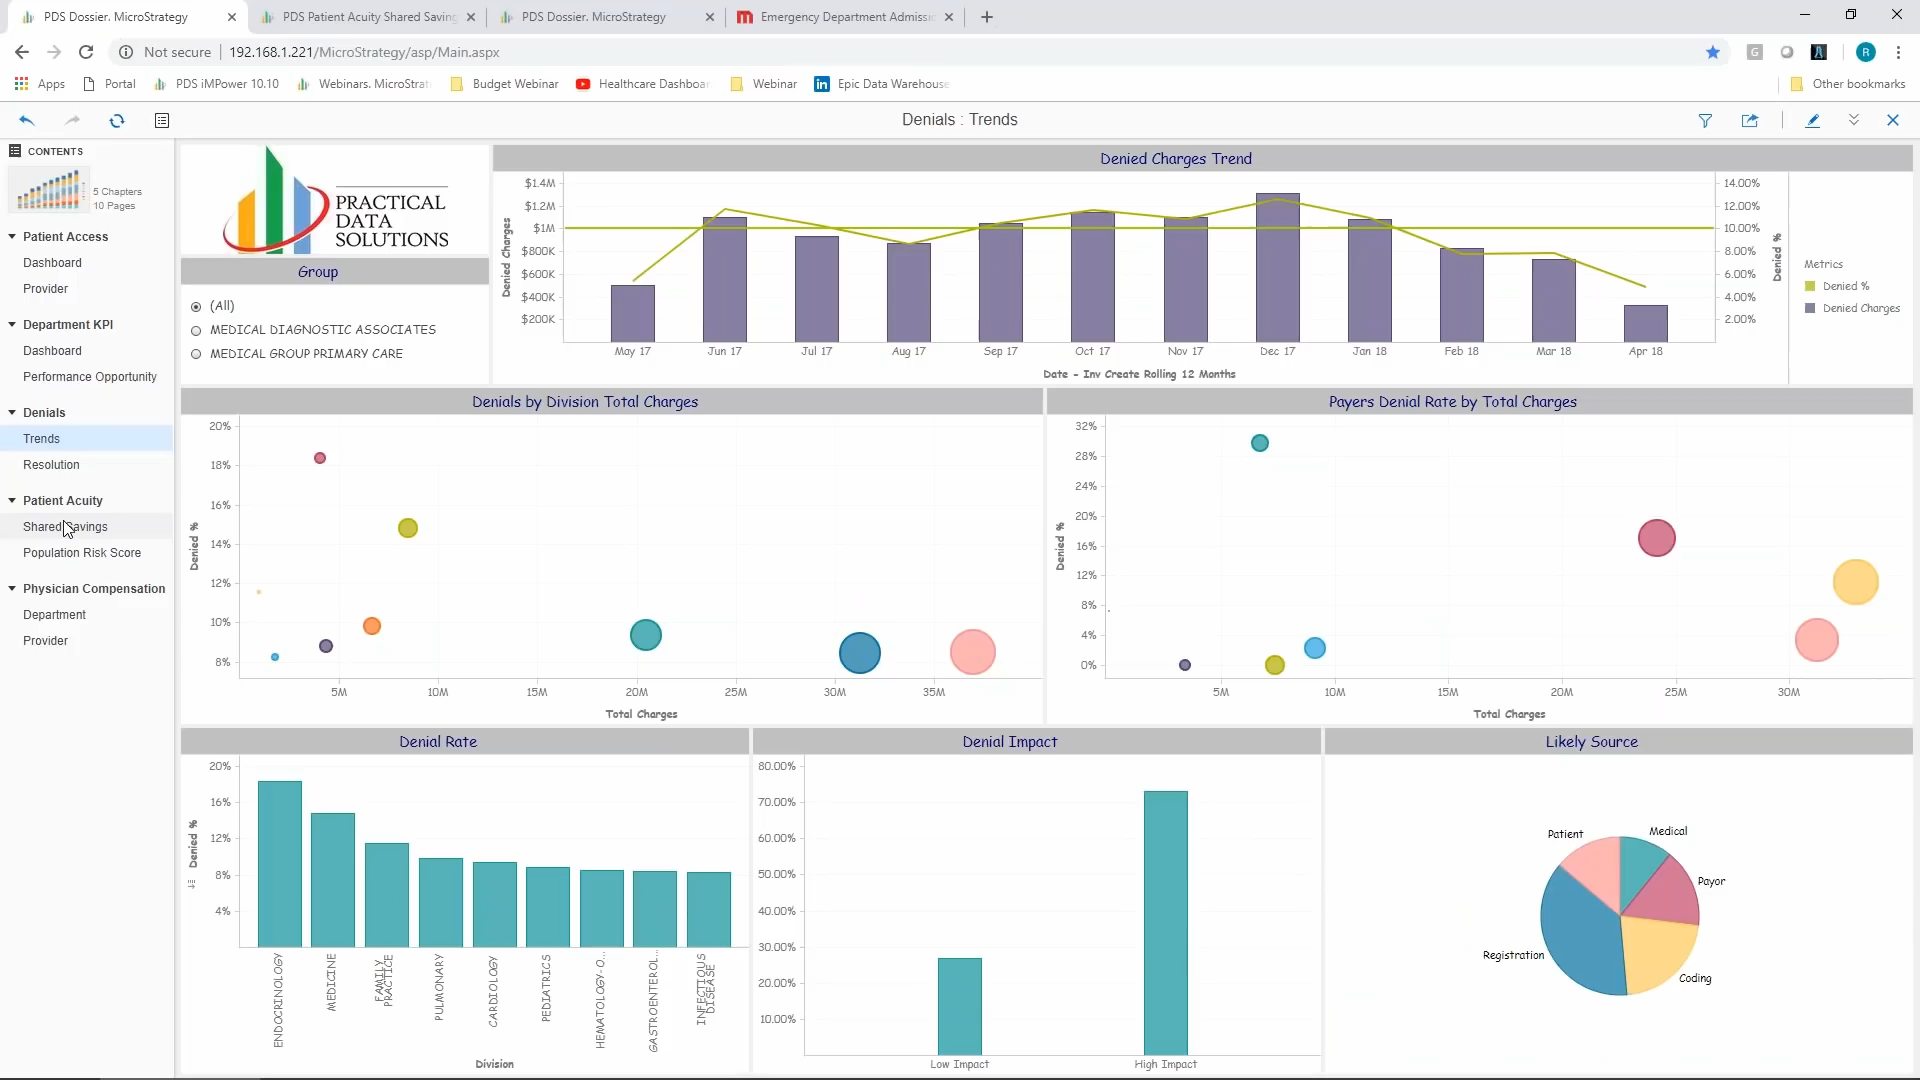 PDS Dossier. MicroStrategy
PDS Patient Acuity Shared Saving
PDS Dossier. MicroStrategy
Emergency Department Admissi
Not secure
192.168.1.221/MicroStrategy/asp/Main.aspx
G
R
Apps
Portal
PDS iMPower 10.10
Webinars. MicroStrat
Budget Webinar
Healthcare Dashboa
Webinar
in
Epic Data Warehouse
Other bookmarks
Denials : Trends
CONTENTS
5 Chapters
10 Pages
Patient Access
Dashboard
Provider
Department KPI
Dashboard
Performance Opportunity
Denials
Trends
Resolution
Patient Acuity
Shared Savings
Population Risk Score
Physician Compensation
Department
Provider
PRACTICAL
DATA
SOLUTIONS
Group
(All)
MEDICAL DIAGNOSTIC ASSOCIATES
MEDICAL GROUP PRIMARY CARE
Denied Charges Trend
Denied Charges
$1.4M
$1.2M
$1M
$800K
$600K
$400K
$200K
14.00%
12.00%
10.00%
8.00%
6.00%
4.00%
2.00%
Denied %
May 17
Jun 17
Jul 17
Aug 17
Sep 17
Oct 17
Nov 17
Dec 17
Jan 18
Feb 18
Mar 18
Apr 18
Date - Inv Create Rolling 12 Months
Metrics
Denied %
Denied Charges
Denials by Division Total Charges
Denied %
20%
18%
16%
14%
12%
10%
8%
5M
10M
15M
20M
25M
30M
35M
Total Charges
Payers Denial Rate by Total Charges
Denied %
32%
28%
24%
20%
16%
12%
8%
4%
0%
5M
10M
15M
20M
25M
30M
Total Charges
Denial Rate
Denied %
20%
16%
12%
8%
4%
ENDOCRINOLOGY
MEDICINE
FAMILY
PRACTICE
PULMONARY
CARDIOLOGY
PEDIATRICS
HEMATOLOGY-O...
GASTROENTEROL...
INFECTIOUS
DISEASE
Division
Denial Impact
80.00%
70.00%
60.00%
50.00%
40.00%
30.00%
20.00%
10.00%
Low Impact
High Impact
Likely Source
Patient
Medical
Payor
Registration
Coding